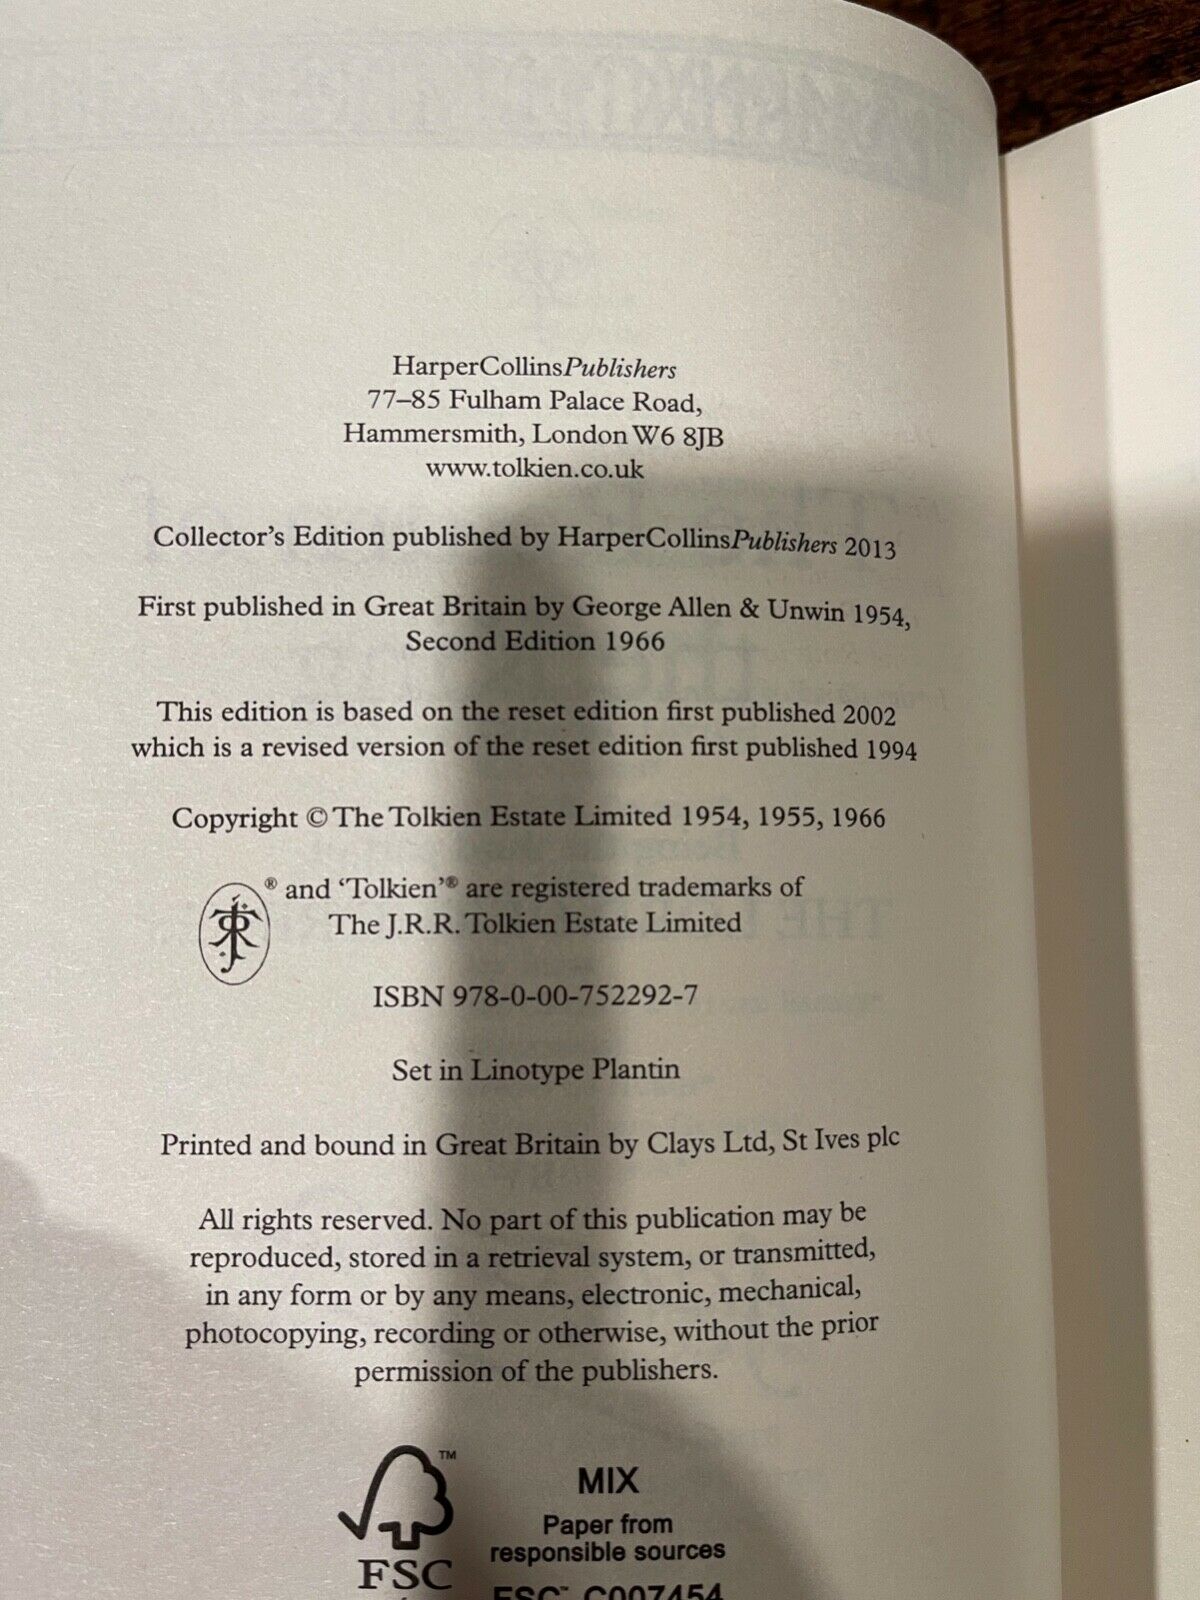 HarperCollinsPublishers
77–85 Fulham Palace Road,
Hammersmith, London W6 8JB
www.tolkien.co.uk
Collector's Edition published by HarperCollinsPublishers 2013
First published in Great Britain by George Allen & Unwin 1954,
Second Edition 1966
This edition is based on the reset edition first published 2002
which is a revised version of the reset edition first published 1994
Copyright © The Tolkien Estate Limited 1954, 1955, 1966
® and ‘Tolkien’® are registered trademarks of
The J.R.R. Tolkien Estate Limited
ISBN 978-0-00-752292-7
Set in Linotype Plantin
Printed and bound in Great Britain by Clays Ltd, St Ives plc
All rights reserved. No part of this publication may be
reproduced, stored in a retrieval system, or transmitted,
in any form or by any means, electronic, mechanical,
photocopying, recording or otherwise, without the prior
permission of the publishers.
™
FSC
MIX
Paper from
responsible sources
FSC™ C007454